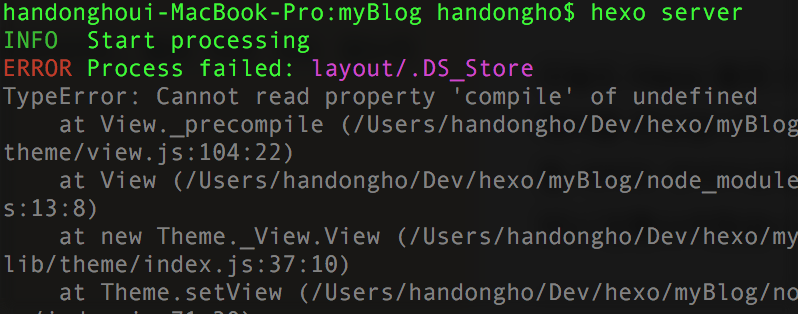 handonghoui-MacBook-Pro:myBlog handongho$ hexo server
INFO  Start processing
ERROR Process failed: layout/.DS_Store
TypeError: Cannot read property 'compile' of undefined
    at View._precompile (/Users/handongho/Dev/hexo/myBlog
theme/view.js:104:22)
    at View (/Users/handongho/Dev/hexo/myBlog/node_module
s:13:8)
    at new Theme._View.View (/Users/handongho/Dev/hexo/my
lib/theme/index.js:37:10)
    at Theme.setView (/Users/handongho/Dev/hexo/myBlog/no